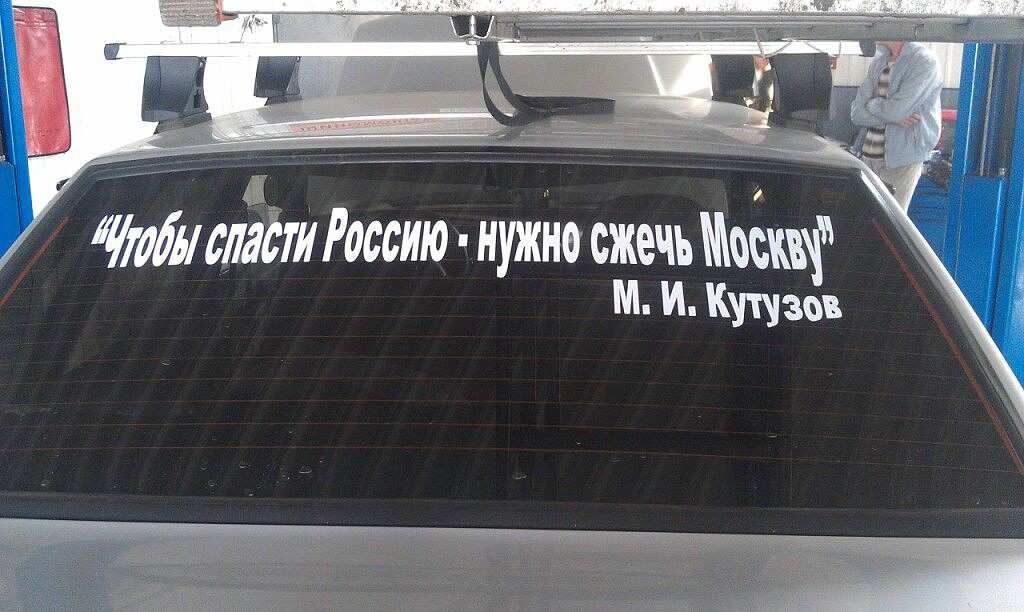 “Чтобы спасти Россию - нужно сжечь Москву”
М. И. Кутузов